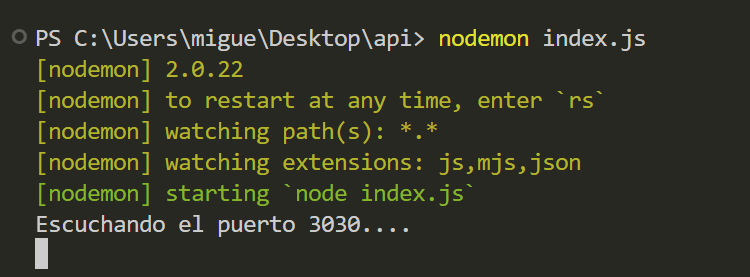 PS C:\Users\migue\Desktop\api> nodemon index.js
[nodemon] 2.0.22
[nodemon] to restart at any time, enter `rs`
[nodemon] watching path(s): *.*
[nodemon] watching extensions: js,mjs,json
[nodemon] starting `node index.js`
Escuchando el puerto 3030....